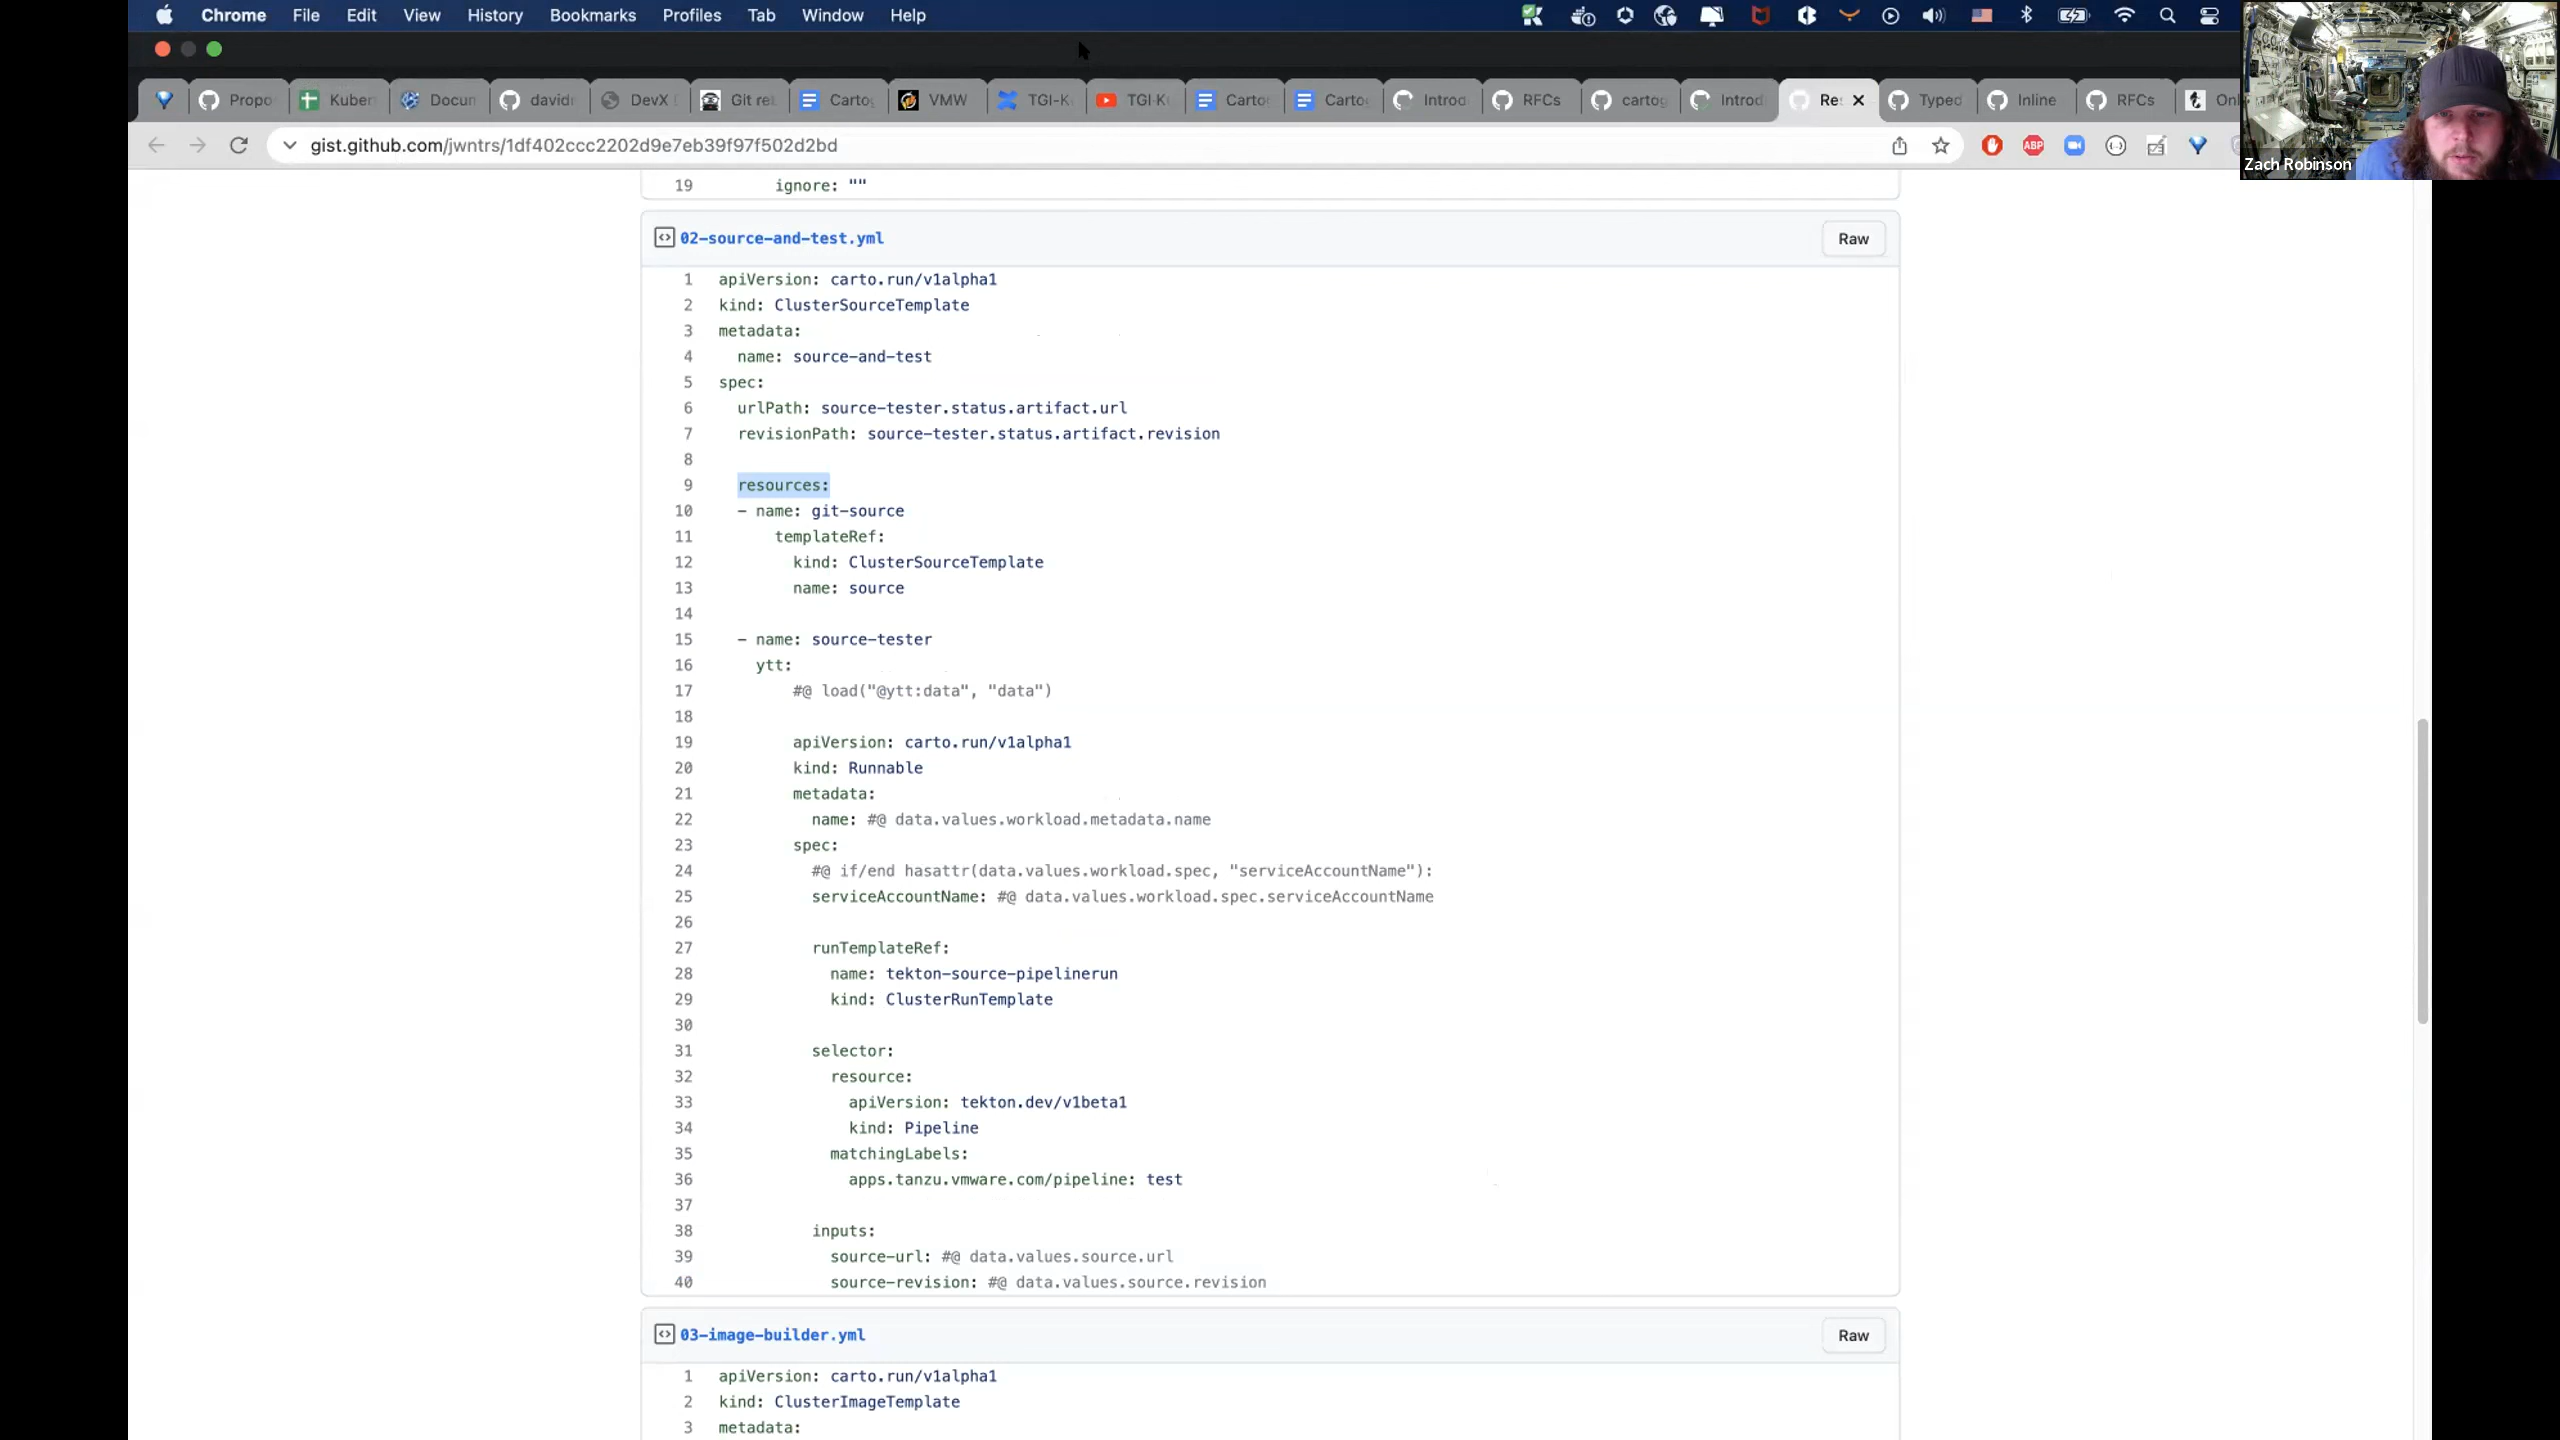 Chrome File Edit View History Bookmarks Profiles Tab Window Help
Propo Kuber Docun davidr DevX Git re Carto VMW TGI-K TGI K Carto Carto Introd RFCs cartog Introd Re Typed Inline RFCs Onl
gist.github.com/jwntrs/1df402ccc2202d9e7eb39f97f502d2bd
ABP
Zach Robinson
19 ignore: ""
02-source-and-test.yml
Raw
1 apiVersion: carto.run/v1alpha1
2 kind: ClusterSourceTemplate
3 metadata:
4 name: source-and-test
5 spec:
6 urlPath: source-tester.status.artifact.url
7 revisionPath: source-tester.status.artifact.revision
8
9 resources:
10 - name: git-source
11 templateRef:
12 kind: ClusterSourceTemplate
13 name: source
14
15 - name: source-tester
16 ytt:
17 #@ load("@ytt:data", "data")
18
19 apiVersion: carto.run/v1alpha1
20 kind: Runnable
21 metadata:
22 name: #@ data.values.workload.metadata.name
23 spec:
24 #@ if/end hasattr(data.values.workload.spec, "serviceAccountName"):
25 serviceAccountName: #@ data.values.workload.spec.serviceAccountName
26
27 runTemplateRef:
28 name: tekton-source-pipelinerun
29 kind: ClusterRunTemplate
30
31 selector:
32 resource:
33 apiVersion: tekton.dev/v1beta1
34 kind: Pipeline
35 matchingLabels:
36 apps.tanzu.vmware.com/pipeline: test
37
38 inputs:
39 source-url: #@ data.values.source.url
40 source-revision: #@ data.values.source.revision
03-image-builder.yml
Raw
1 apiVersion: carto.run/v1alpha1
2 kind: ClusterImageTemplate
3 metadata: